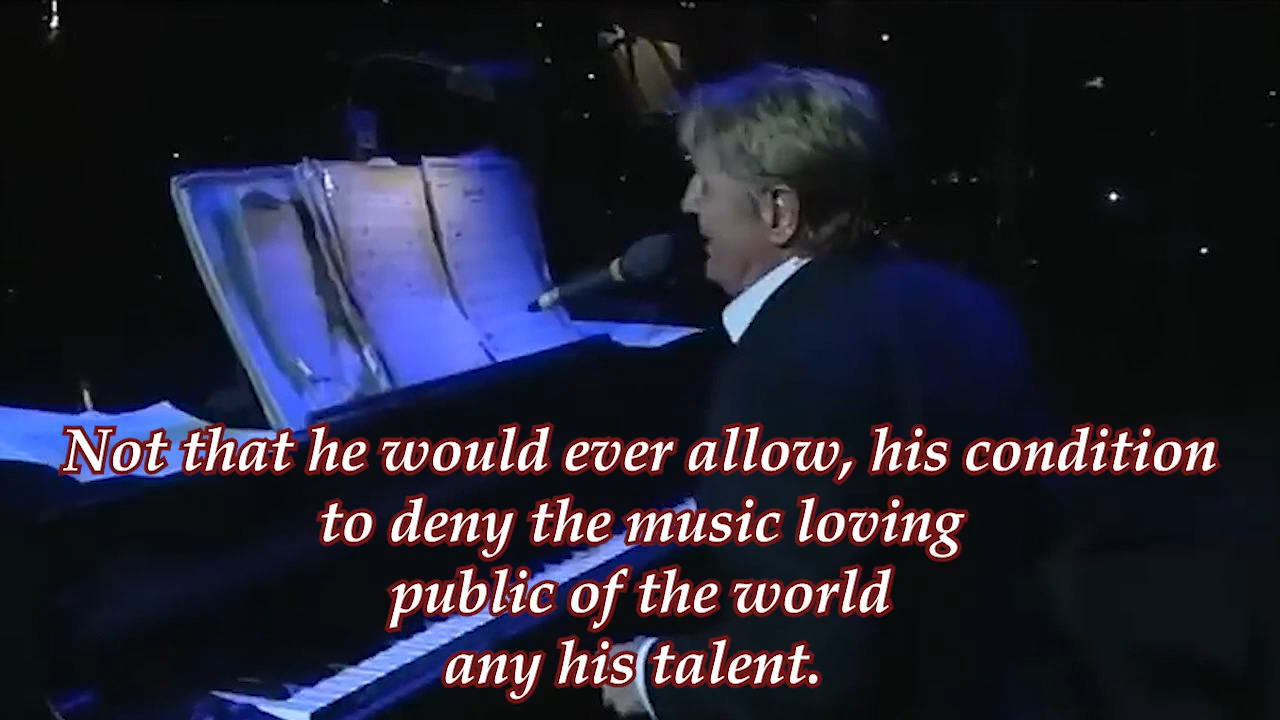 Not that he would ever allow, his condition
to deny the music loving
public of the world
any his talent.